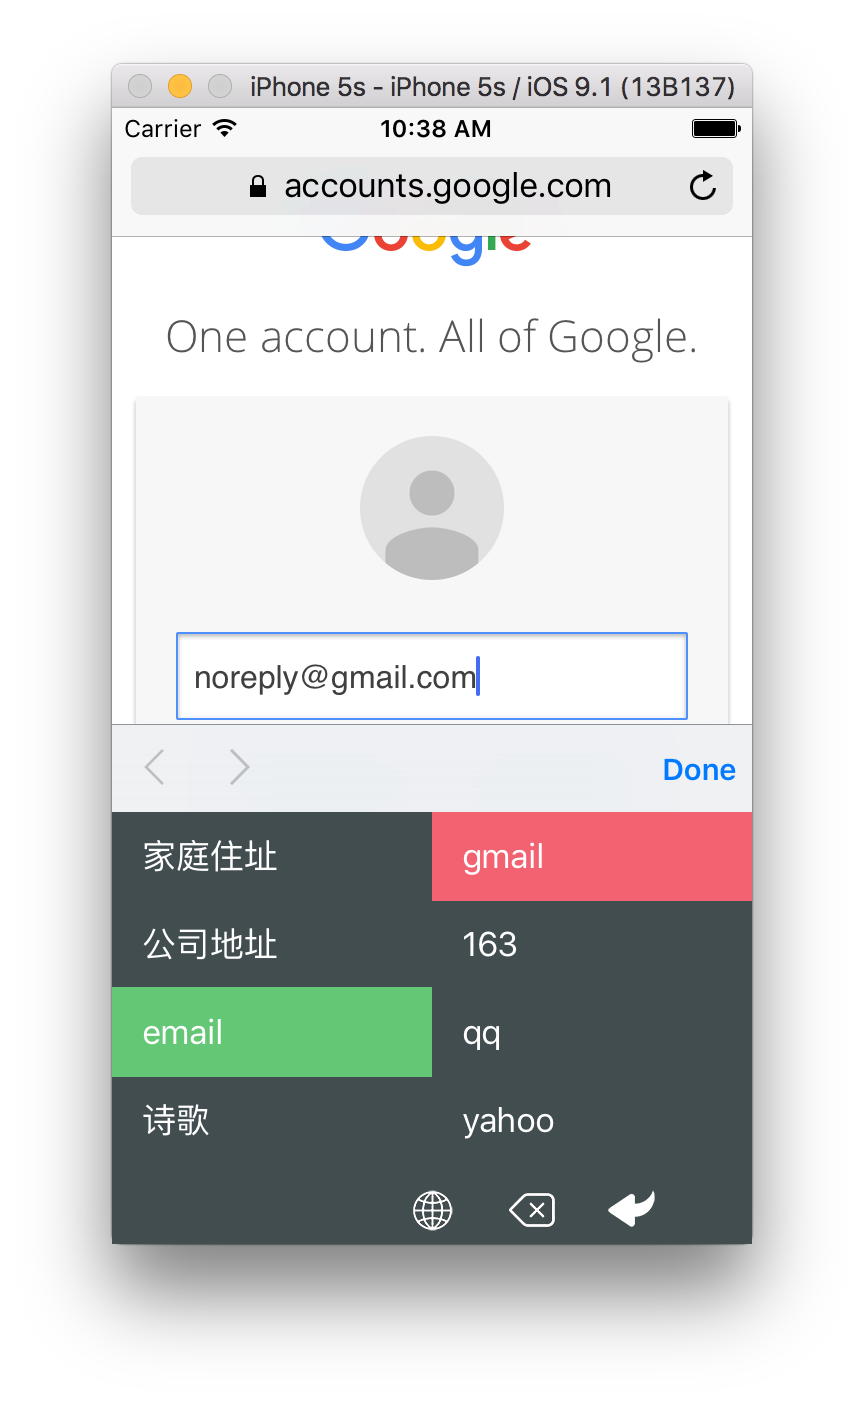 iPhone 5s - iPhone 5s / iOS 9.1 (13B137)
Carrier 10:38 AM
accounts.google.com
Google
One account. All of Google.
noreply@gmail.com
Done
家庭住址 gmail
公司地址 163
email qq
诗歌 yahoo